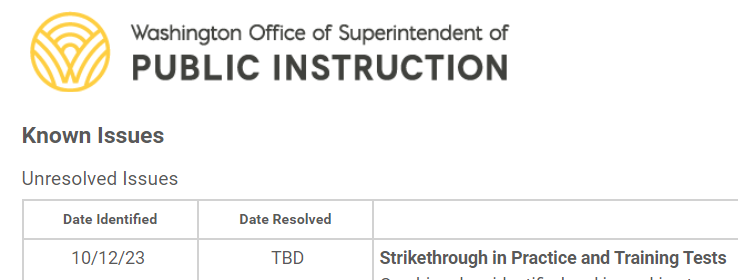 Washington Office of Superintendent of
PUBLIC INSTRUCTION
Known Issues
Unresolved Issues
Date Identified Date Resolved
10/12/23 TBD Strikethrough in Practice and Training Tests